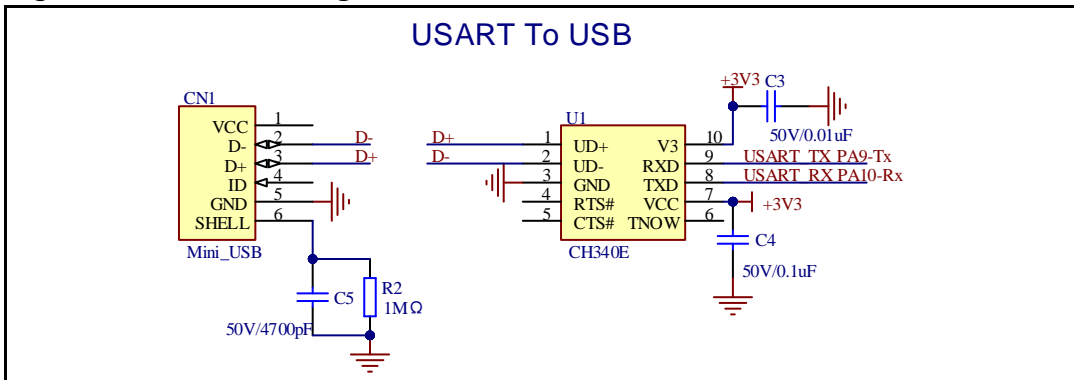 USART To USB
CN1
VCC 1
D- 2 D-
D+ 3 D+
ID 4
GND 5
SHELL 6
Mini_USB
C5
50V/4700pF
R2
1MΩ
U1
D+ 1 UD+ V3 10
D- 2 UD- RXD 9 USART_TX PA9-Tx
3 GND TXD 8 USART_RX PA10-Rx
4 RTS# VCC 7 +3V3
5 CTS# TNOW 6
CH340E
+3V3 C3
50V/0.01uF
C4
50V/0.1uF